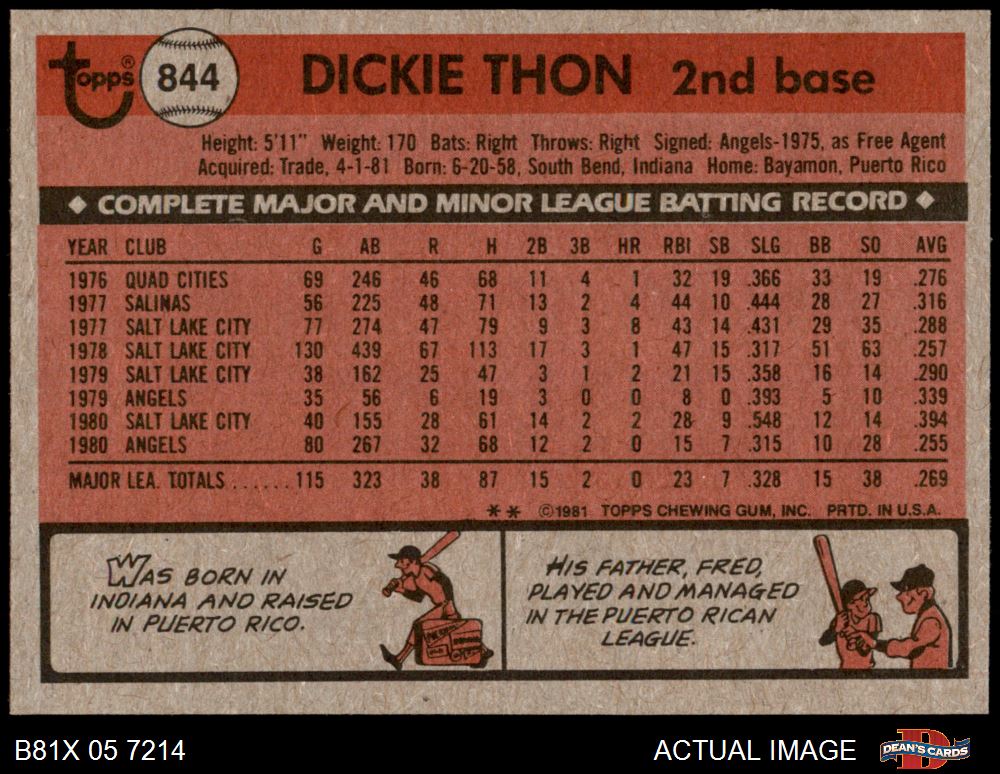 Topps® 844 DICKIE THON 2nd base
Height: 5'11" Weight: 170 Bats: Right Throws: Right Signed: Angels-1975, as Free Agent
Acquired: Trade, 4-1-81 Born: 6-20-58, South Bend, Indiana Home: Bayamon, Puerto Rico
◆ COMPLETE MAJOR AND MINOR LEAGUE BATTING RECORD ◆
YEAR CLUB G AB R H 2B 3B HR RBI SB SLG BB SO AVG
1976 QUAD CITIES 69 246 46 68 11 4 1 32 19 .366 33 19 .276
1977 SALINAS 56 225 48 71 13 2 4 44 10 .444 28 27 .316
1977 SALT LAKE CITY 77 274 47 79 9 3 8 43 14 .431 29 35 .288
1978 SALT LAKE CITY 130 439 67 113 17 3 1 47 15 .317 51 63 .257
1979 SALT LAKE CITY 38 162 25 47 3 1 2 21 15 .358 16 14 .290
1979 ANGELS 35 56 6 19 3 0 0 8 0 .393 5 10 .339
1980 SALT LAKE CITY 40 155 28 61 14 2 2 28 9 .548 12 14 .394
1980 ANGELS 80 267 32 68 12 2 0 15 7 .315 10 28 .255
MAJOR LEA. TOTALS ...... 115 323 38 87 15 2 0 23 7 .328 15 38 .269
** ©1981 TOPPS CHEWING GUM, INC. PRTD. IN U.S.A.
WAS BORN IN
INDIANA AND RAISED
IN PUERTO RICO.
HIS FATHER, FRED,
PLAYED AND MANAGED
IN THE PUERTO RICAN
LEAGUE.
B81X 05 7214 ACTUAL IMAGE DEAN'S CARDS